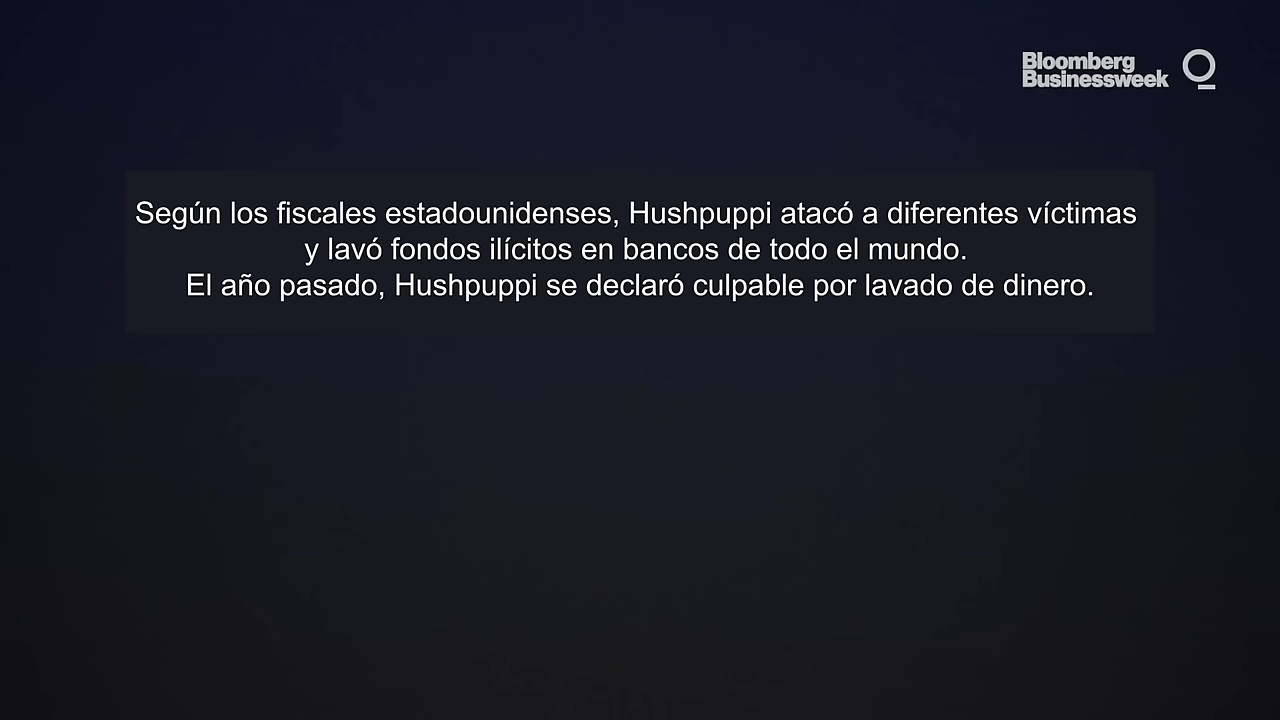 Bloomberg
Businessweek
Según los fiscales estadounidenses, Hushpuppi atacó a diferentes víctimas
y lavó fondos ilícitos en bancos de todo el mundo.
El año pasado, Hushpuppi se declaró culpable por lavado de dinero.